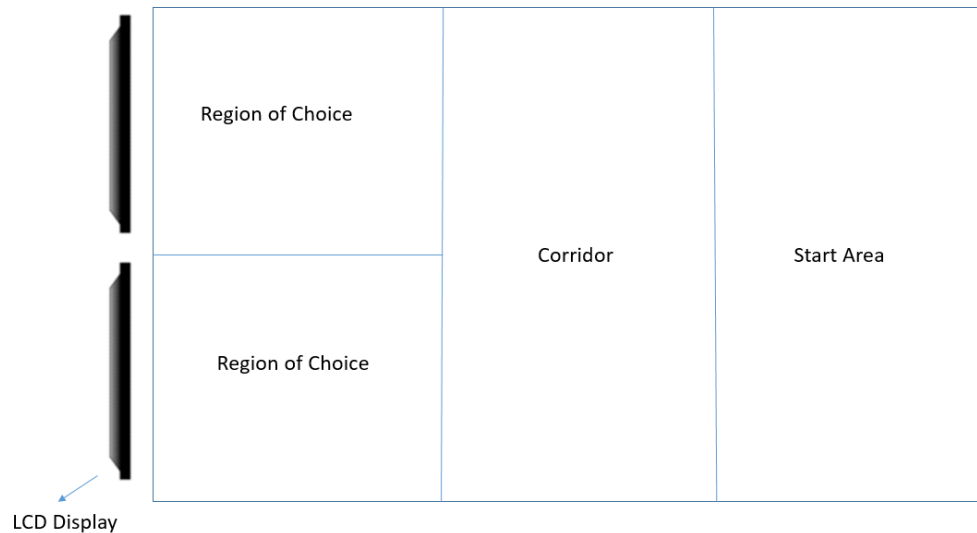 Region of Choice
Corridor
Start Area
Region of Choice
LCD Display